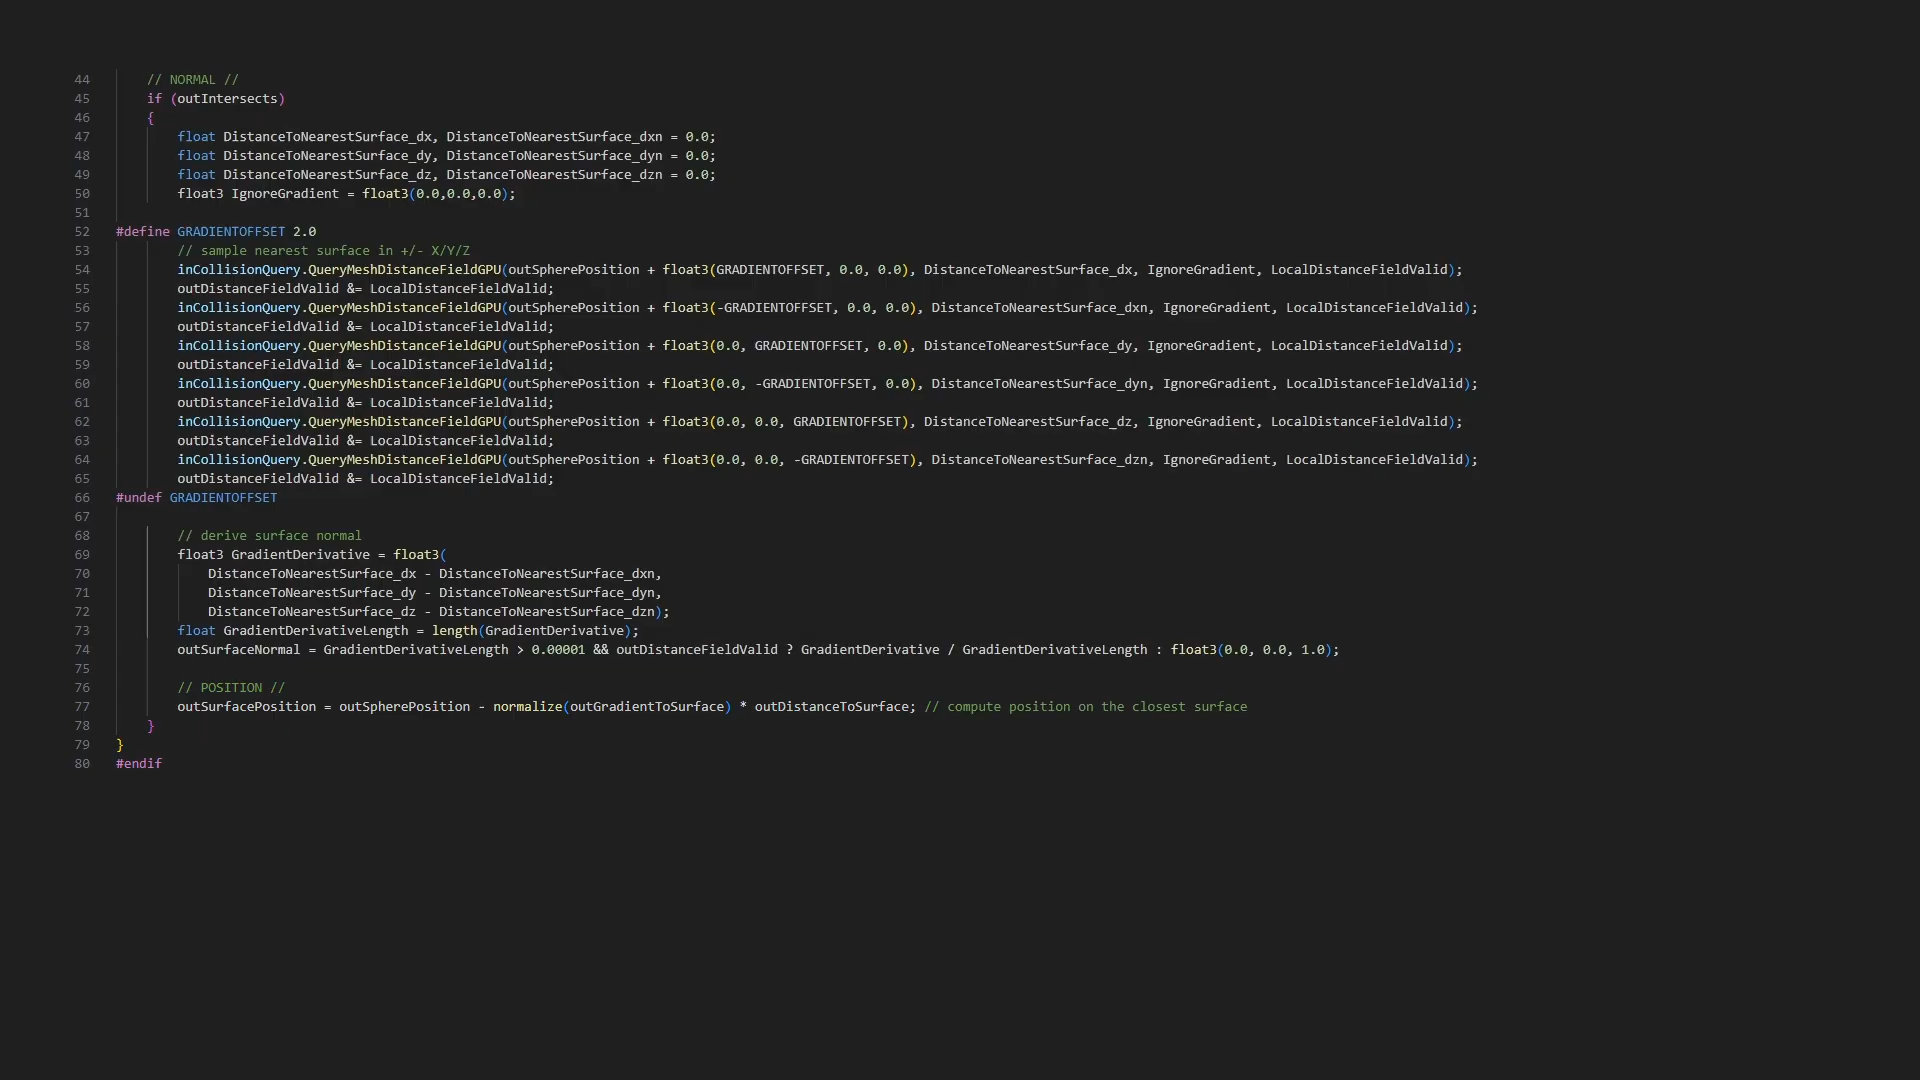 44 // NORMAL //
45 if (outIntersects)
46 {
47 float DistanceToNearestSurface_dx, DistanceToNearestSurface_dxn = 0.0;
48 float DistanceToNearestSurface_dy, DistanceToNearestSurface_dyn = 0.0;
49 float DistanceToNearestSurface_dz, DistanceToNearestSurface_dzn = 0.0;
50 float3 IgnoreGradient = float3(0.0,0.0,0.0);
51
52 #define GRADIENTOFFSET 2.0
53 // sample nearest surface in +/- X/Y/Z
54 inCollisionQuery.QueryMeshDistanceFieldGPU(outSpherePosition + float3(GRADIENTOFFSET, 0.0, 0.0), DistanceToNearestSurface_dx, IgnoreGradient, LocalDistanceFieldValid);
55 outDistanceFieldValid &= LocalDistanceFieldValid;
56 inCollisionQuery.QueryMeshDistanceFieldGPU(outSpherePosition + float3(-GRADIENTOFFSET, 0.0, 0.0), DistanceToNearestSurface_dxn, IgnoreGradient, LocalDistanceFieldValid);
57 outDistanceFieldValid &= LocalDistanceFieldValid;
58 inCollisionQuery.QueryMeshDistanceFieldGPU(outSpherePosition + float3(0.0, GRADIENTOFFSET, 0.0), DistanceToNearestSurface_dy, IgnoreGradient, LocalDistanceFieldValid);
59 outDistanceFieldValid &= LocalDistanceFieldValid;
60 inCollisionQuery.QueryMeshDistanceFieldGPU(outSpherePosition + float3(0.0, -GRADIENTOFFSET, 0.0), DistanceToNearestSurface_dyn, IgnoreGradient, LocalDistanceFieldValid);
61 outDistanceFieldValid &= LocalDistanceFieldValid;
62 inCollisionQuery.QueryMeshDistanceFieldGPU(outSpherePosition + float3(0.0, 0.0, GRADIENTOFFSET), DistanceToNearestSurface_dz, IgnoreGradient, LocalDistanceFieldValid);
63 outDistanceFieldValid &= LocalDistanceFieldValid;
64 inCollisionQuery.QueryMeshDistanceFieldGPU(outSpherePosition + float3(0.0, 0.0, -GRADIENTOFFSET), DistanceToNearestSurface_dzn, IgnoreGradient, LocalDistanceFieldValid);
65 outDistanceFieldValid &= LocalDistanceFieldValid;
66 #undef GRADIENTOFFSET
67
68 // derive surface normal
69 float3 GradientDerivative = float3(
70 DistanceToNearestSurface_dx - DistanceToNearestSurface_dxn,
71 DistanceToNearestSurface_dy - DistanceToNearestSurface_dyn,
72 DistanceToNearestSurface_dz - DistanceToNearestSurface_dzn);
73 float GradientDerivativeLength = length(GradientDerivative);
74 outSurfaceNormal = GradientDerivativeLength > 0.00001 && outDistanceFieldValid ? GradientDerivative / GradientDerivativeLength : float3(0.0, 0.0, 1.0);
75
76 // POSITION //
77 outSurfacePosition = outSpherePosition - normalize(outGradientToSurface) * outDistanceToSurface; // compute position on the closest surface
78 }
79 }
80 #endif